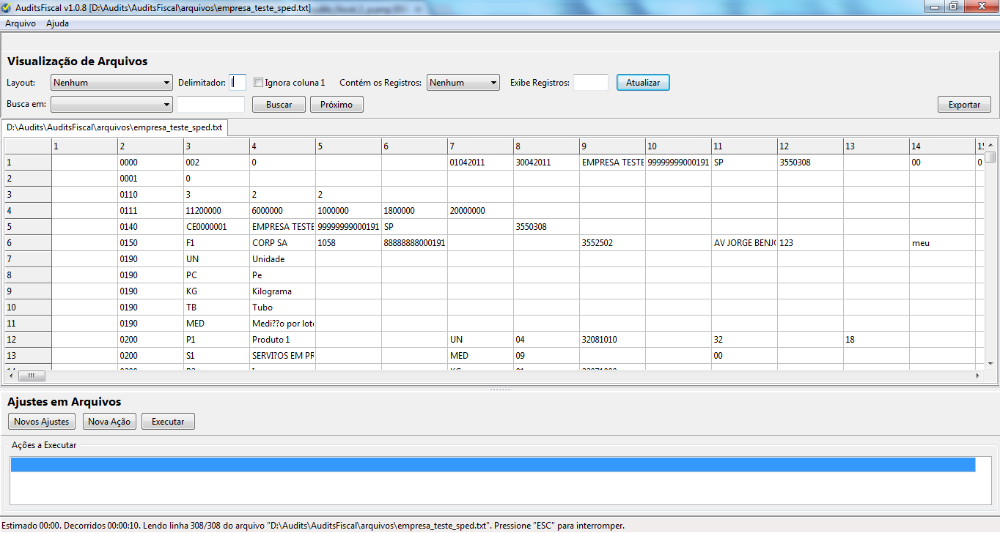 AuditsFiscal v1.0.8 [D:\Audits\AuditsFiscal\arquivos\empresa_teste_sped.txt]
Arquivo Ajuda
Visualização de Arquivos
Layout: Nenhum Delimitador: | Ignora coluna 1 Contém os Registros: Nenhum Exibe Registros: Atualizar
Busca em: Buscar Próximo Exportar
D:\Audits\AuditsFiscal\arquivos\empresa_teste_sped.txt
1 2 3 4 5 6 7 8 9 10 11 12 13 14 15
1 0000 002 0 01042011 30042011 EMPRESA TESTE 99999999000191 SP 3550308 00 0
2 0001 0
3 0110 3 2 2
4 0111 11200000 6000000 1000000 1800000 20000000
5 0140 CE0000001 EMPRESA TESTE 99999999000191 SP 3550308
6 0150 F1 CORP SA 1058 88888888000191 3552502 AV JORGE BENJO 123 meu
7 0190 UN Unidade
8 0190 PC Pe
9 0190 KG Kilograma
10 0190 TB Tubo
11 0190 MED Medi??o por lote
12 0200 P1 Produto 1 UN 04 32081010 32 18
13 0200 S1 SERVI?OS EM PR MED 09 00
Ajustes em Arquivos
Novos Ajustes Nova Ação Executar
Ações a Executar
Estimado 00:00. Decorridos 00:00:10. Lendo linha 308/308 do arquivo "D:\Audits\AuditsFiscal\arquivos\empresa_teste_sped.txt". Pressione "ESC" para interromper.